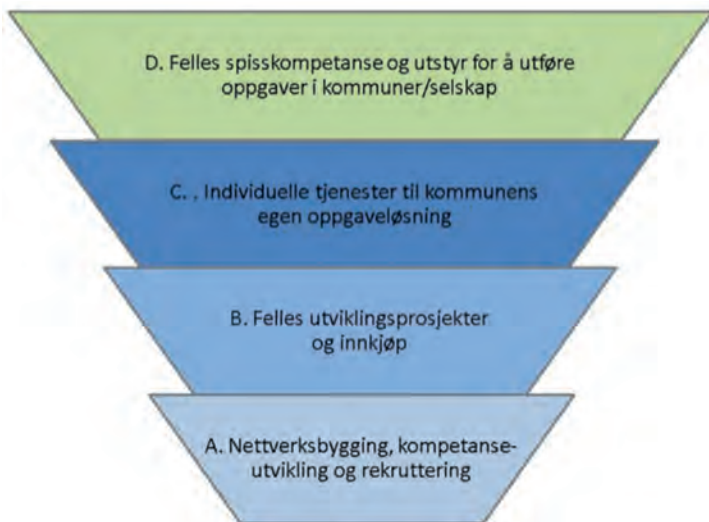 D. Felles spisskompetanse og utstyr for å utføre
oppgaver i kommuner/selskap
C. . Individuelle tjenester til kommunens
egen oppgaveløsning
B. Felles utviklingsprosjekter
og innkjøp
A. Nettverksbygging, kompetanse-
utvikling og rekruttering